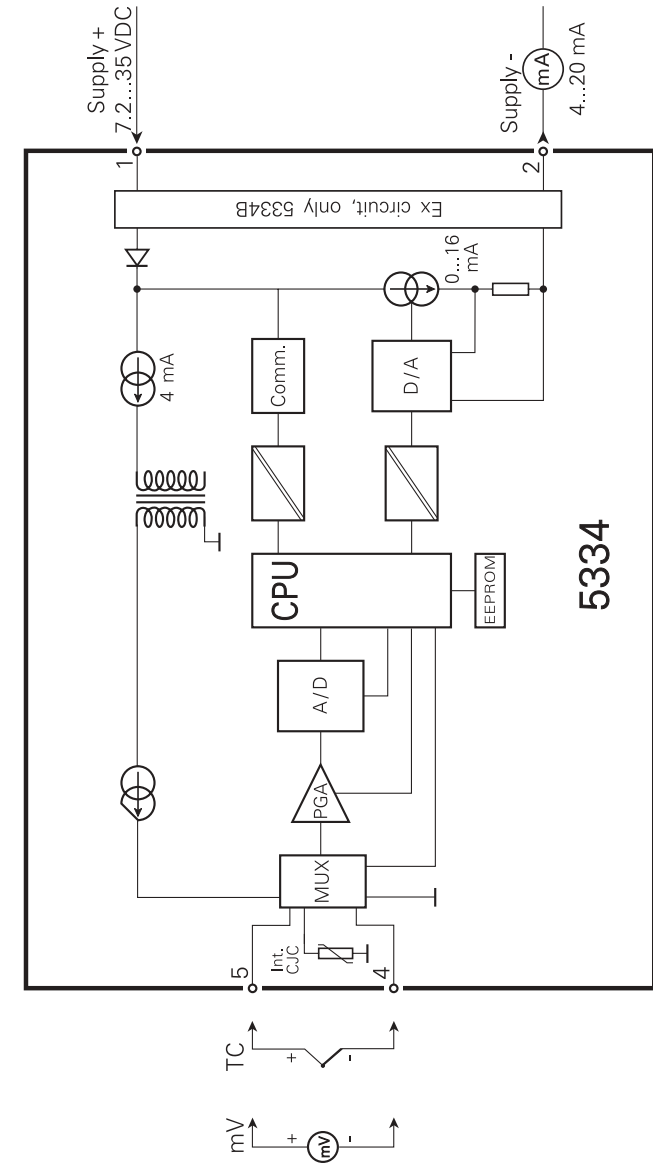 mV
+
mV
-
TC
+
-
5
4
Int.
CJC
MUX
PGA
A/D
CPU
EEPROM
Comm.
D/A
4 mA
0...16
mA
Ex circuit, only 5334B
1
2
Supply +
7.2...35 VDC
Supply -
mA
4...20 mA
5334